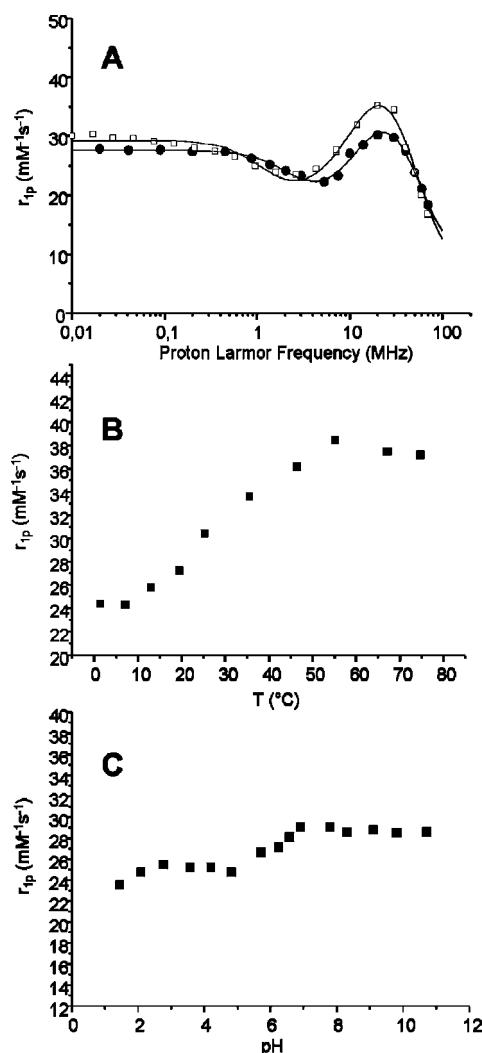 A
r1p (mM-1s-1)
50
40
30
20
10
0
0,01 0,1 1 10 100
Proton Larmor Frequency (MHz)
B
r1p (mM-1s-1)
44
42
40
38
36
34
32
30
28
26
24
22
20
0 10 20 30 40 50 60 70 80
T (°C)
C
r1p (mM-1s-1)
40
38
36
34
32
30
28
26
24
22
20
18
16
14
12
0 2 4 6 8 10 12
pH